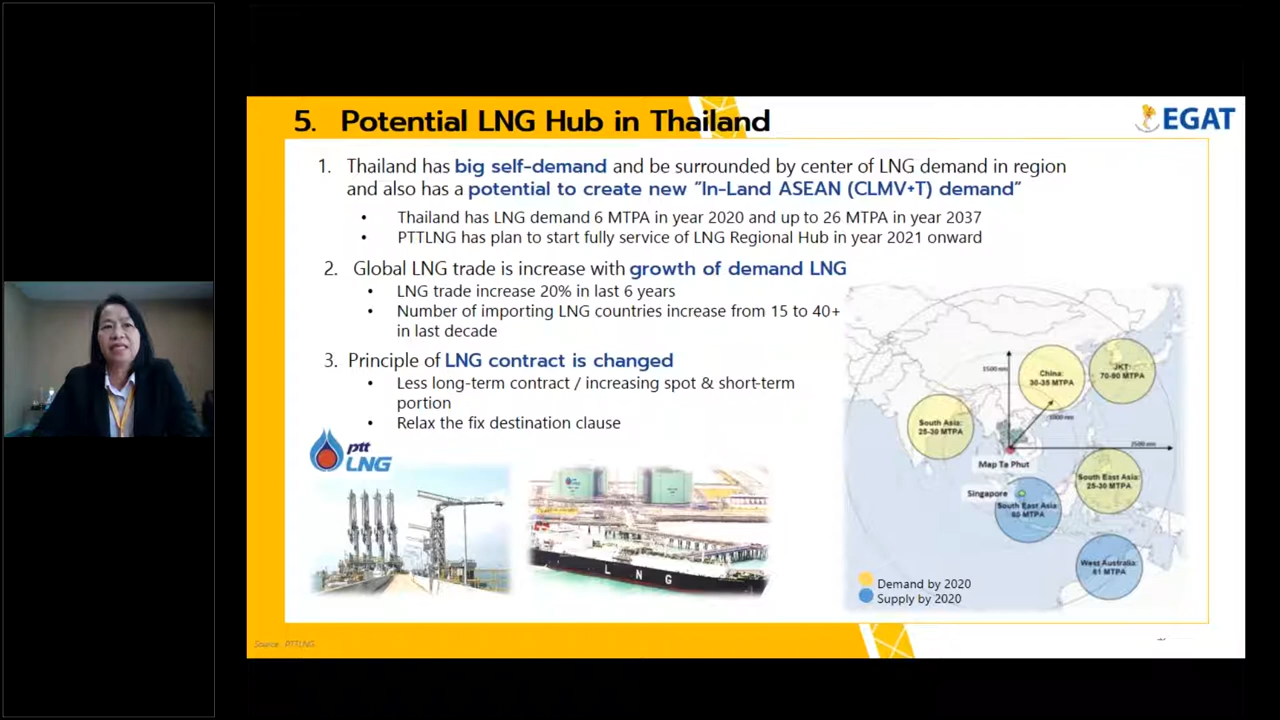 5. Potential LNG Hub in Thailand
EGAT
1. Thailand has big self-demand and be surrounded by center of LNG demand in region
and also has a potential to create new “In-Land ASEAN (CLMV+T) demand”
• Thailand has LNG demand 6 MTPA in year 2020 and up to 26 MTPA in year 2037
• PTTLNG has plan to start fully service of LNG Regional Hub in year 2021 onward
2. Global LNG trade is increase with growth of demand LNG
• LNG trade increase 20% in last 6 years
• Number of importing LNG countries increase from 15 to 40+
in last decade
3. Principle of LNG contract is changed
• Less long-term contract / increasing spot & short-term
portion
• Relax the fix destination clause
ptt
LNG
L N G
1500 nm
China:
30-35 MTPA
JKT:
70-90 MTPA
1000 nm
South Asia:
25-30 MTPA
2500 nm
Map Ta Phut
South East Asia:
25-30 MTPA
Singapore
South East Asia
60 MTPA
West Australia:
61 MTPA
Demand by 2020
Supply by 2020
Source: PTTLNG